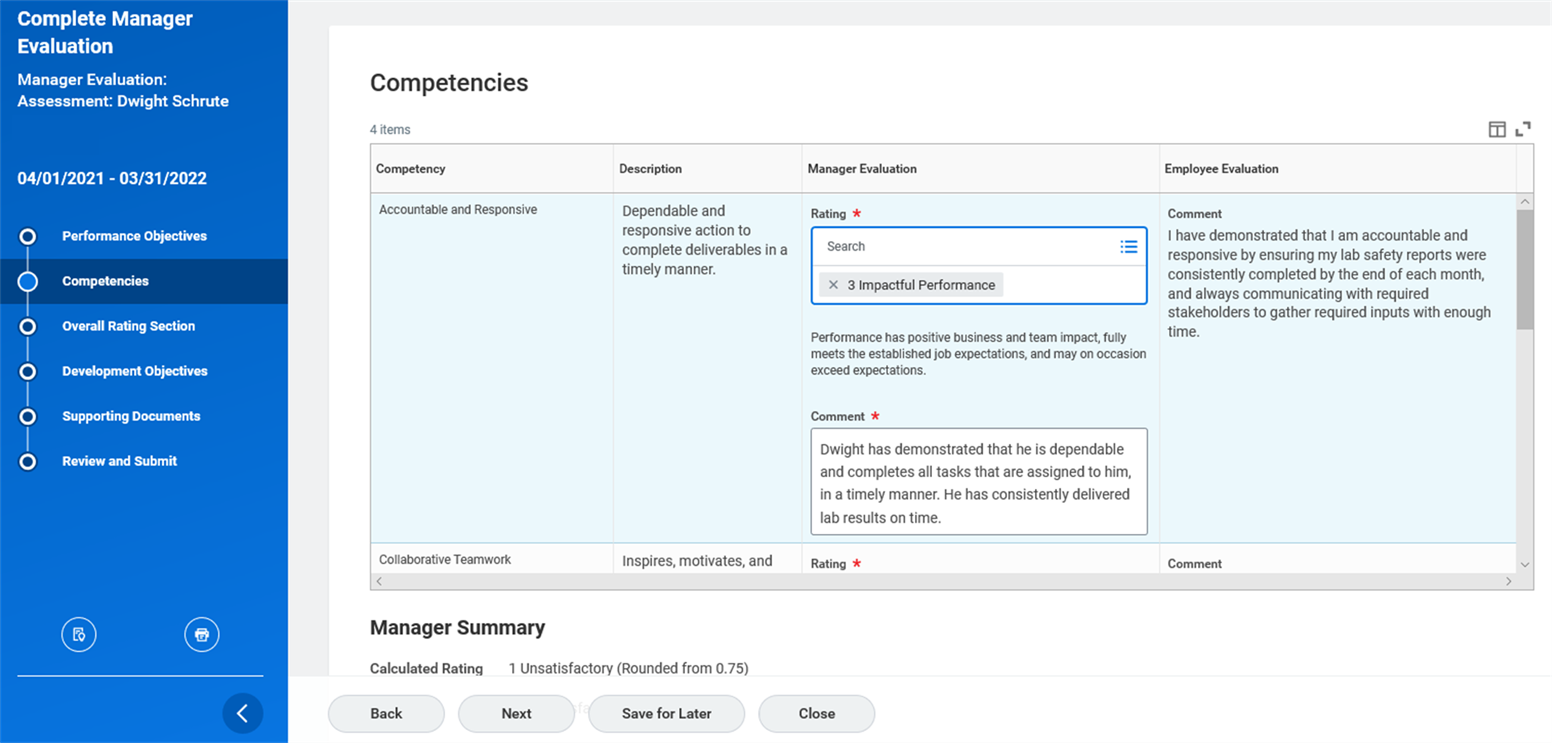 Complete Manager
Evaluation
Manager Evaluation:
Assessment: Dwight Schrute
04/01/2021 - 03/31/2022
Performance Objectives
Competencies
Overall Rating Section
Development Objectives
Supporting Documents
Review and Submit
Competencies
4 items
Competency
Description
Manager Evaluation
Employee Evaluation
Accountable and Responsive
Dependable and
responsive action to
complete deliverables in a
timely manner.
Rating *
Search
× 3 Impactful Performance
Performance has positive business and team impact, fully
meets the established job expectations, and may on occasion
exceed expectations.
Comment *
Dwight has demonstrated that he is dependable
and completes all tasks that are assigned to him,
in a timely manner. He has consistently delivered
lab results on time.
Comment
I have demonstrated that I am accountable and
responsive by ensuring my lab safety reports were
consistently completed by the end of each month,
and always communicating with required
stakeholders to gather required inputs with enough
time.
Collaborative Teamwork
Inspires, motivates, and
Rating *
Comment
Manager Summary
Calculated Rating 1 Unsatisfactory (Rounded from 0.75)
Back
Next
Save for Later
Close